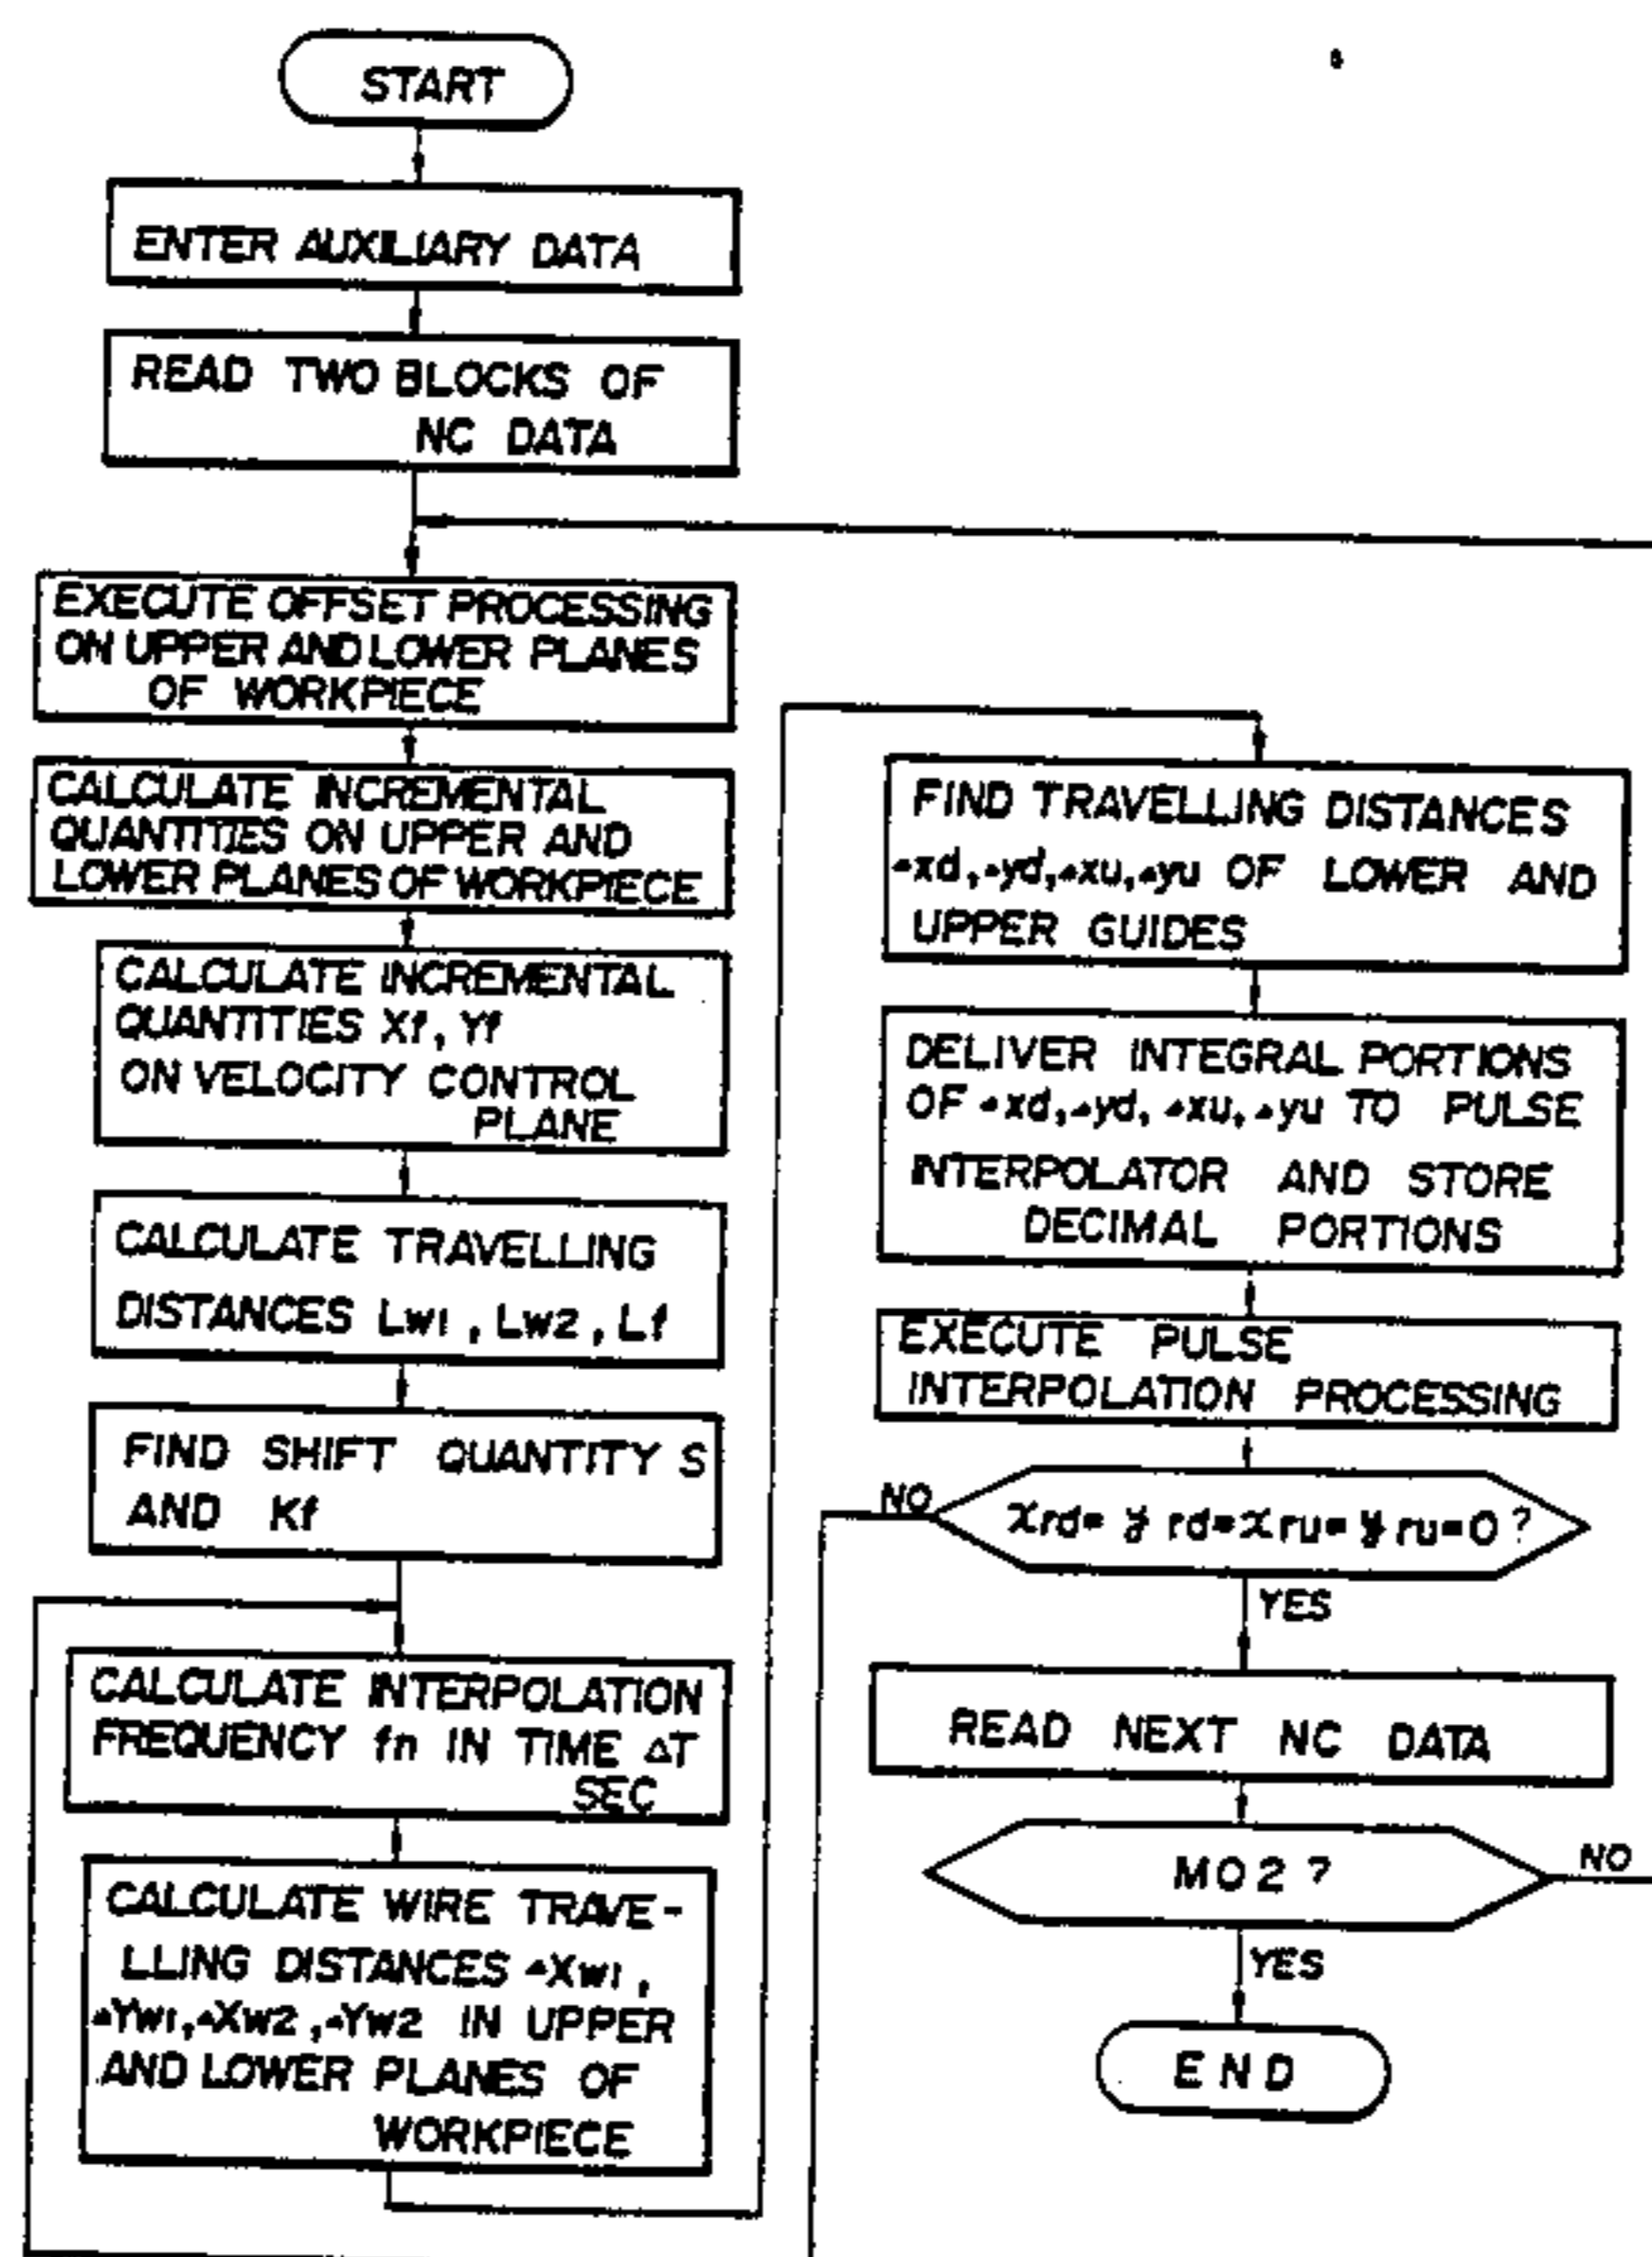 START
ENTER AUXILIARY DATA
READ TWO BLOCKS OF
NC DATA
EXECUTE OFFSET PROCESSING
ON UPPER AND LOWER PLANES
OF WORKPIECE
CALCULATE INCREMENTAL
QUANTITIES ON UPPER AND
LOWER PLANES OF WORKPIECE
CALCULATE INCREMENTAL
QUANTITIES Xf, Yf
ON VELOCITY CONTROL
PLANE
CALCULATE TRAVELLING
DISTANCES Lw1, Lw2, Lf
FIND SHIFT QUANTITY S
AND Kf
CALCULATE INTERPOLATION
FREQUENCY fn IN TIME ΔT
SEC
CALCULATE WIRE TRAVE-
LLING DISTANCES ΔXw1,
ΔYw1, ΔXw2, ΔYw2 IN UPPER
AND LOWER PLANES OF
WORKPIECE
FIND TRAVELLING DISTANCES
Δxd, Δyd, Δxu, Δyu OF LOWER AND
UPPER GUIDES
DELIVER INTEGRAL PORTIONS
OF Δxd, Δyd, Δxu, Δyu TO PULSE
INTERPOLATOR AND STORE
DECIMAL PORTIONS
EXECUTE PULSE
INTERPOLATION PROCESSING
NO
xrd=yrd=xru=yru=0?
YES
READ NEXT NC DATA
M02?
NO
YES
END